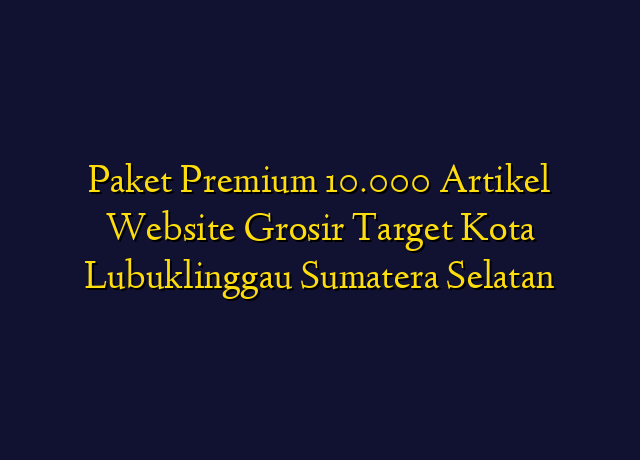 Paket Premium 10.000 Artikel
Website Grosir Target Kota
Lubuklinggau Sumatera Selatan